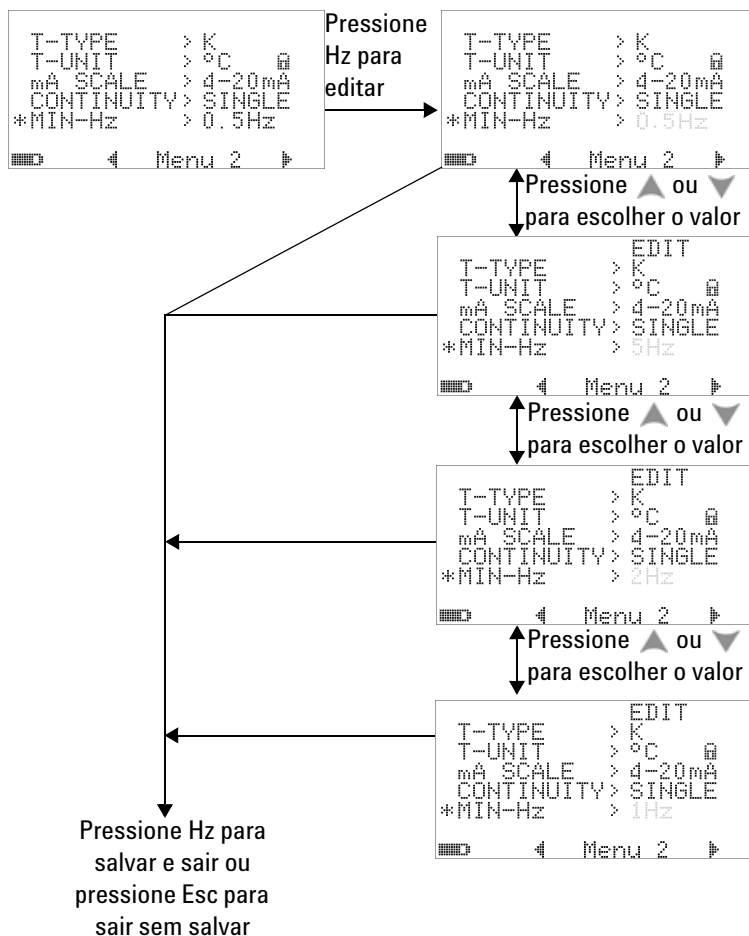 T-TYPE > K
T-UNIT > °C
mA SCALE > 4-20mA
CONTINUITY> SINGLE
*MIN-Hz > 0.5Hz
Menu 2
Pressione
Hz para
editar
T-TYPE > K
T-UNIT > °C
mA SCALE > 4-20mA
CONTINUITY> SINGLE
*MIN-Hz > 0.5Hz
Menu 2
Pressione ou
para escolher o valor
EDIT
T-TYPE > K
T-UNIT > °C
mA SCALE > 4-20mA
CONTINUITY> SINGLE
*MIN-Hz > 5Hz
Menu 2
Pressione ou
para escolher o valor
EDIT
T-TYPE > K
T-UNIT > °C
mA SCALE > 4-20mA
CONTINUITY> SINGLE
*MIN-Hz > 2Hz
Menu 2
Pressione ou
para escolher o valor
EDIT
T-TYPE > K
T-UNIT > °C
mA SCALE > 4-20mA
CONTINUITY> SINGLE
*MIN-Hz > 1Hz
Menu 2
Pressione Hz para
salvar e sair ou
pressione Esc para
sair sem salvar